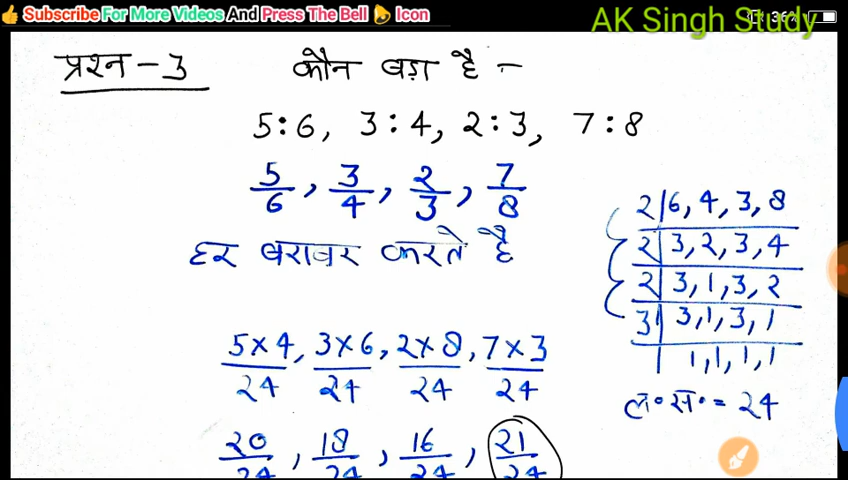 👍 Subscribe For More Videos And Press The Bell 🔔 Icon
AK Singh Study
36%
प्रश्न - 3 कौन बड़ा है -
5:6, 3:4, 2:3, 7:8
5/6, 3/4, 2/3, 7/8
हर बराबर करते है
5×4/24, 3×6/24, 2×8/24, 7×3/24
20/24, 18/24, 16/24, 21/24
2|6, 4, 3, 8
2|3, 2, 3, 4
2|3, 1, 3, 2
3|3, 1, 3, 1
|1, 1, 1, 1
ल॰स॰ = 24